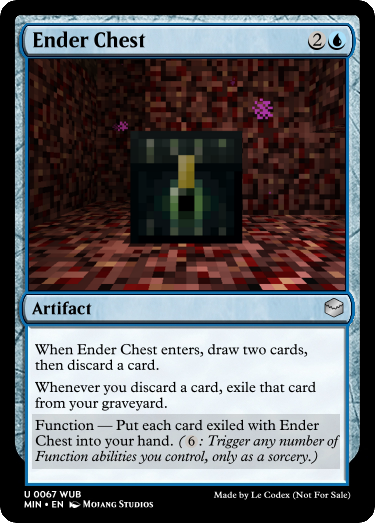 Ender Chest 2
Artifact
When Ender Chest enters, draw two cards,
then discard a card.
Whenever you discard a card, exile that card
from your graveyard.
Function — Put each card exiled with Ender
Chest into your hand. ( 6 : Trigger any number of
Function abilities you control, only as a sorcery.)
U 0067 WUB
MIN • EN Mojang Studios
Made by Le Codex (Not For Sale)